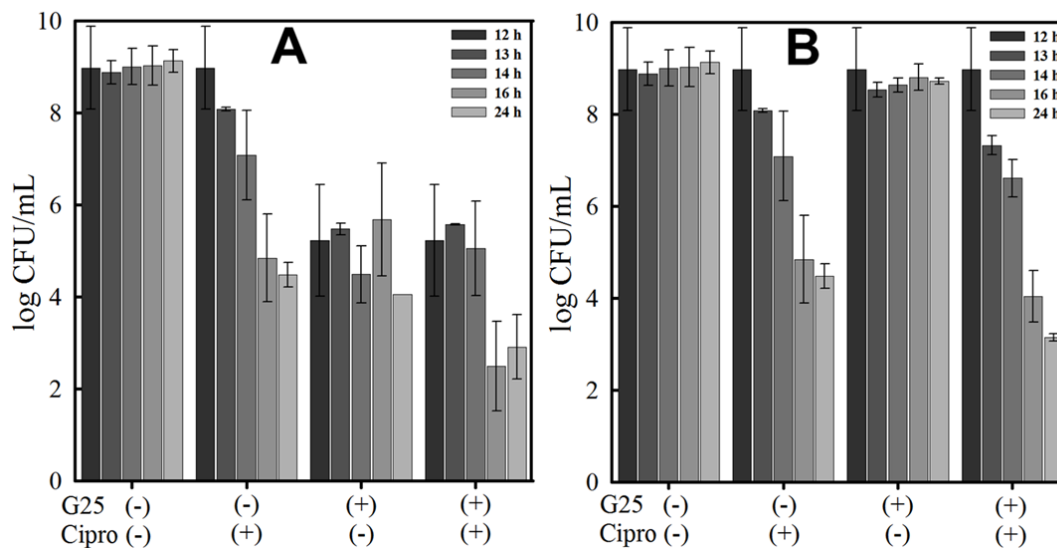 A
12 h
13 h
14 h
16 h
24 h
log CFU/mL
10
8
6
4
2
0
G25 (-) (-) (+) (+)
Cipro (-) (+) (-) (+)
B
12 h
13 h
14 h
16 h
24 h
log CFU/mL
10
8
6
4
2
0
G25 (-) (-) (+) (+)
Cipro (-) (+) (-) (+)